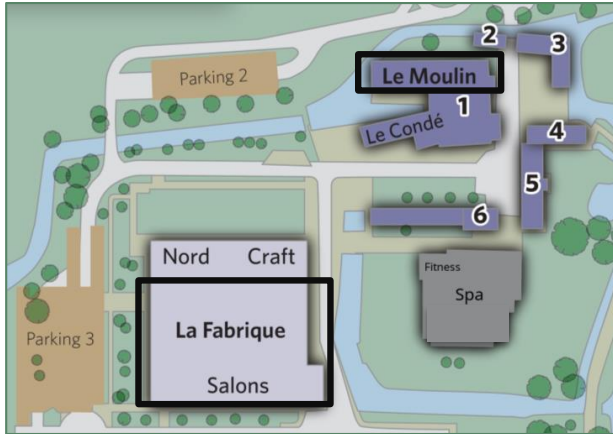 Parking 2
Le Moulin
2
3
1
Le Condé
4
5
6
Nord Craft
Fitness
Spa
La Fabrique
Parking 3
Salons